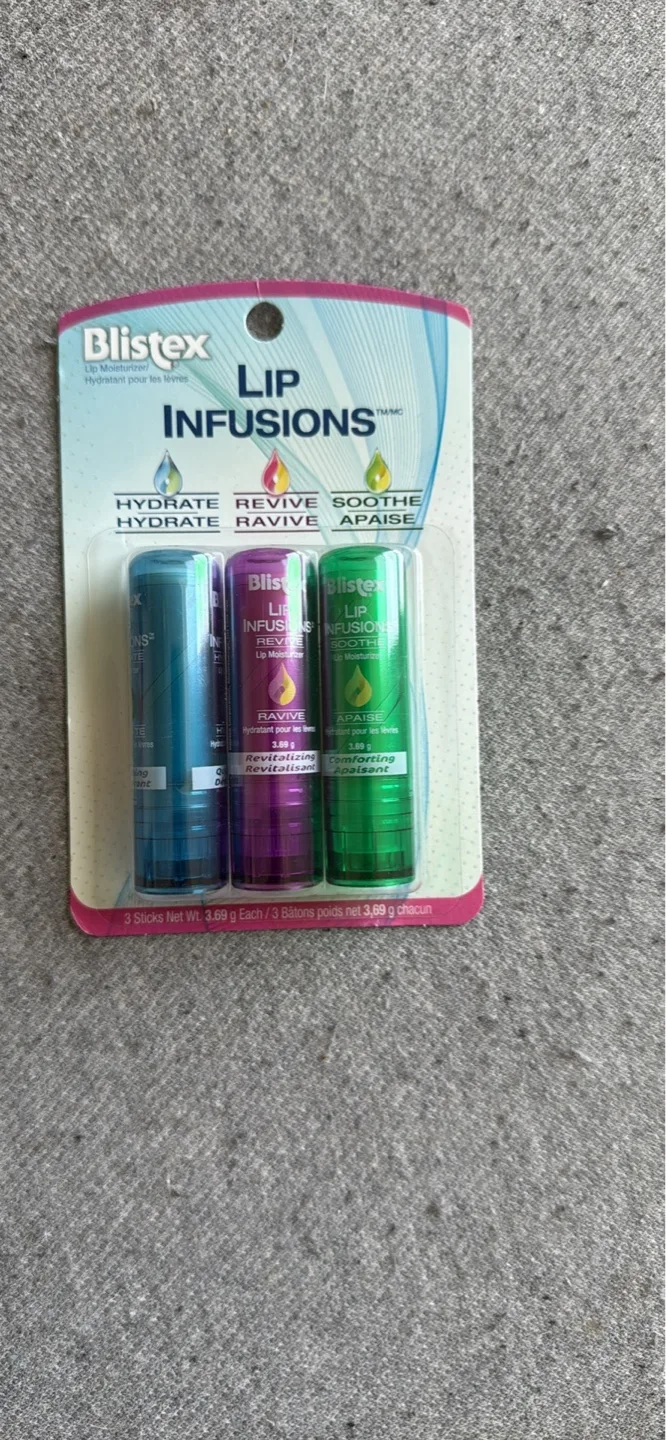 Blistex
Lip Moisturizer/
Hydratant pour les lèvres
LIP
INFUSIONS™/MC
HYDRATE
HYDRATE
REVIVE
RAVIVE
SOOTHE
APAISE
Blistex
LIP
INFUSIONS
REVIVE
Lip Moisturizer
RAVIVE
Hydratant pour les lèvres
3.69 g
Revitalizing
Revitalisant
Blistex
LIP
INFUSIONS
SOOTHE
Lip Moisturizer
APAISE
Hydratant pour les lèvres
3.69 g
Comforting
Apaisant
3 Sticks Net Wt. 3.69 g Each / 3 Bâtons poids net 3,69 g chacun